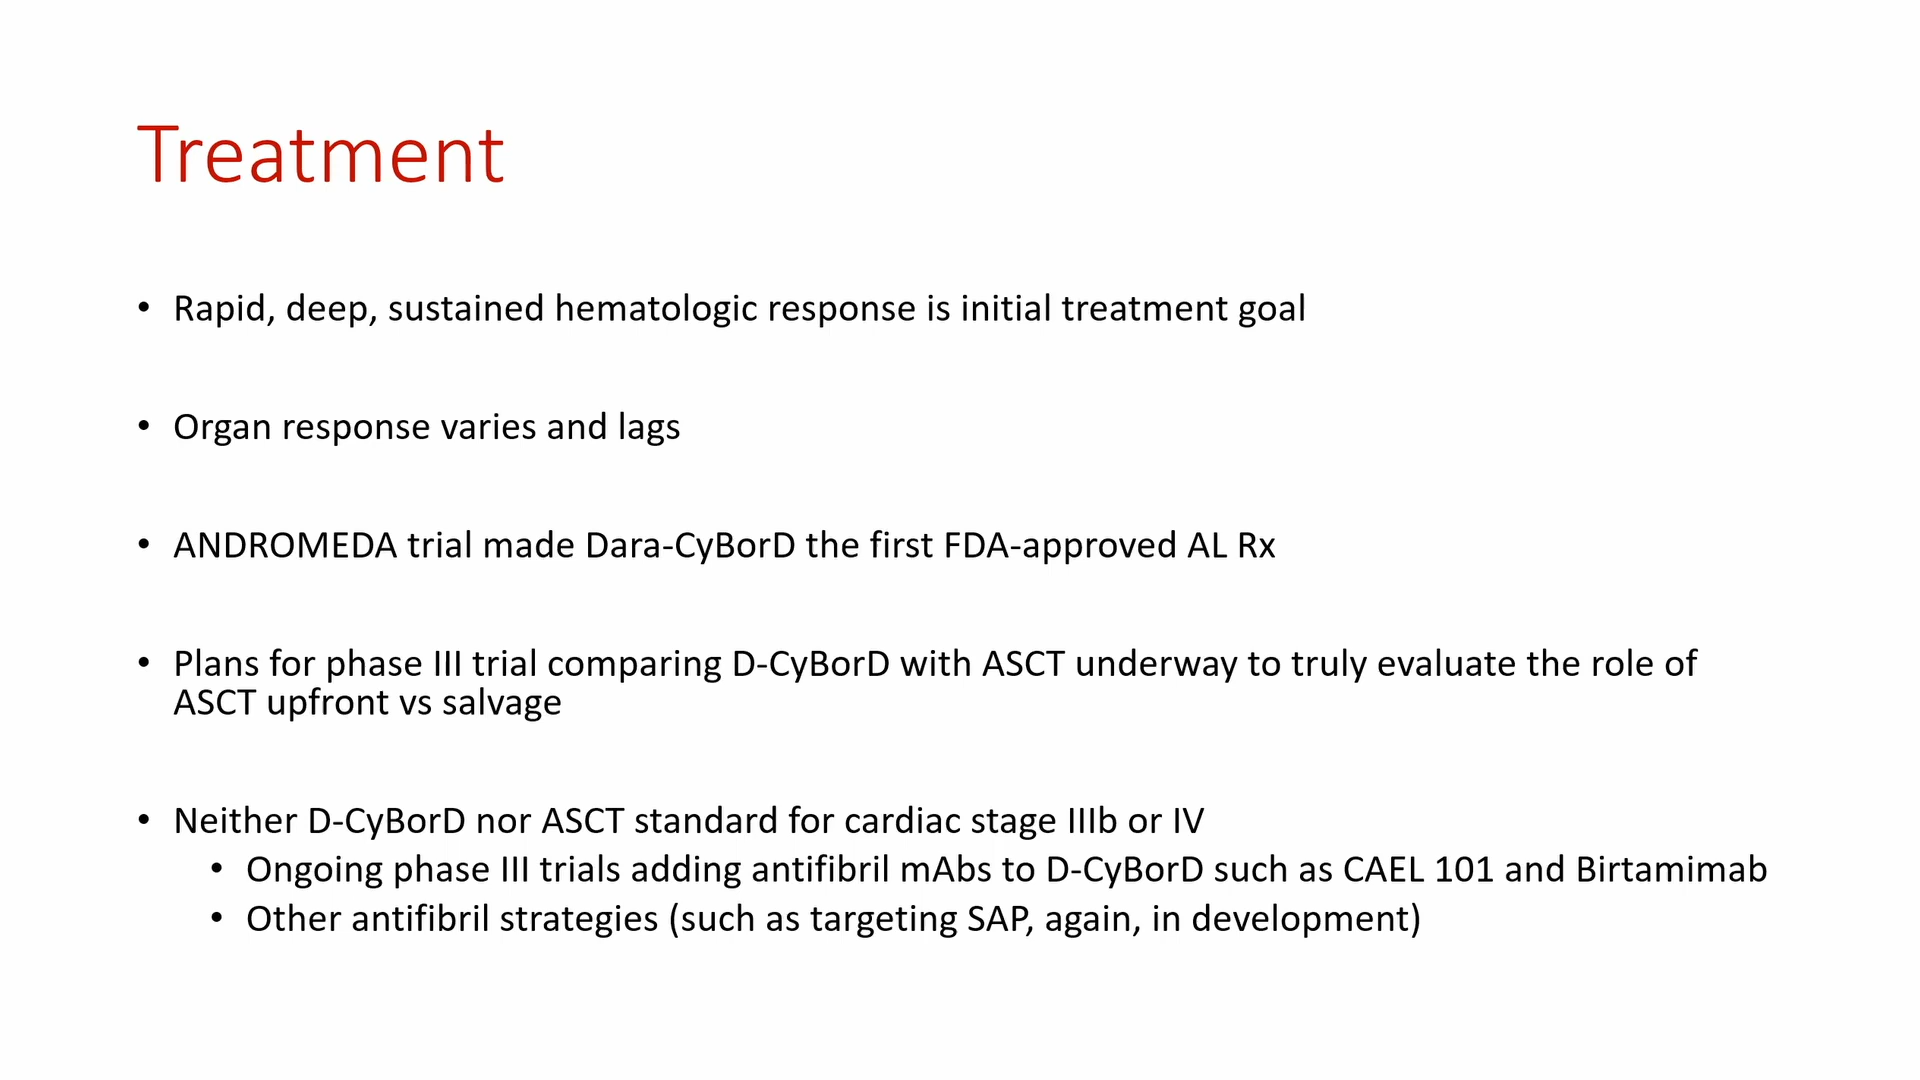 Treatment
• Rapid, deep, sustained hematologic response is initial treatment goal
• Organ response varies and lags
• ANDROMEDA trial made Dara-CyBorD the first FDA-approved AL Rx
• Plans for phase III trial comparing D-CyBorD with ASCT underway to truly evaluate the role of
ASCT upfront vs salvage
• Neither D-CyBorD nor ASCT standard for cardiac stage IIIb or IV
• Ongoing phase III trials adding antifibril mAbs to D-CyBorD such as CAEL 101 and Birtamimab
• Other antifibril strategies (such as targeting SAP, again, in development)